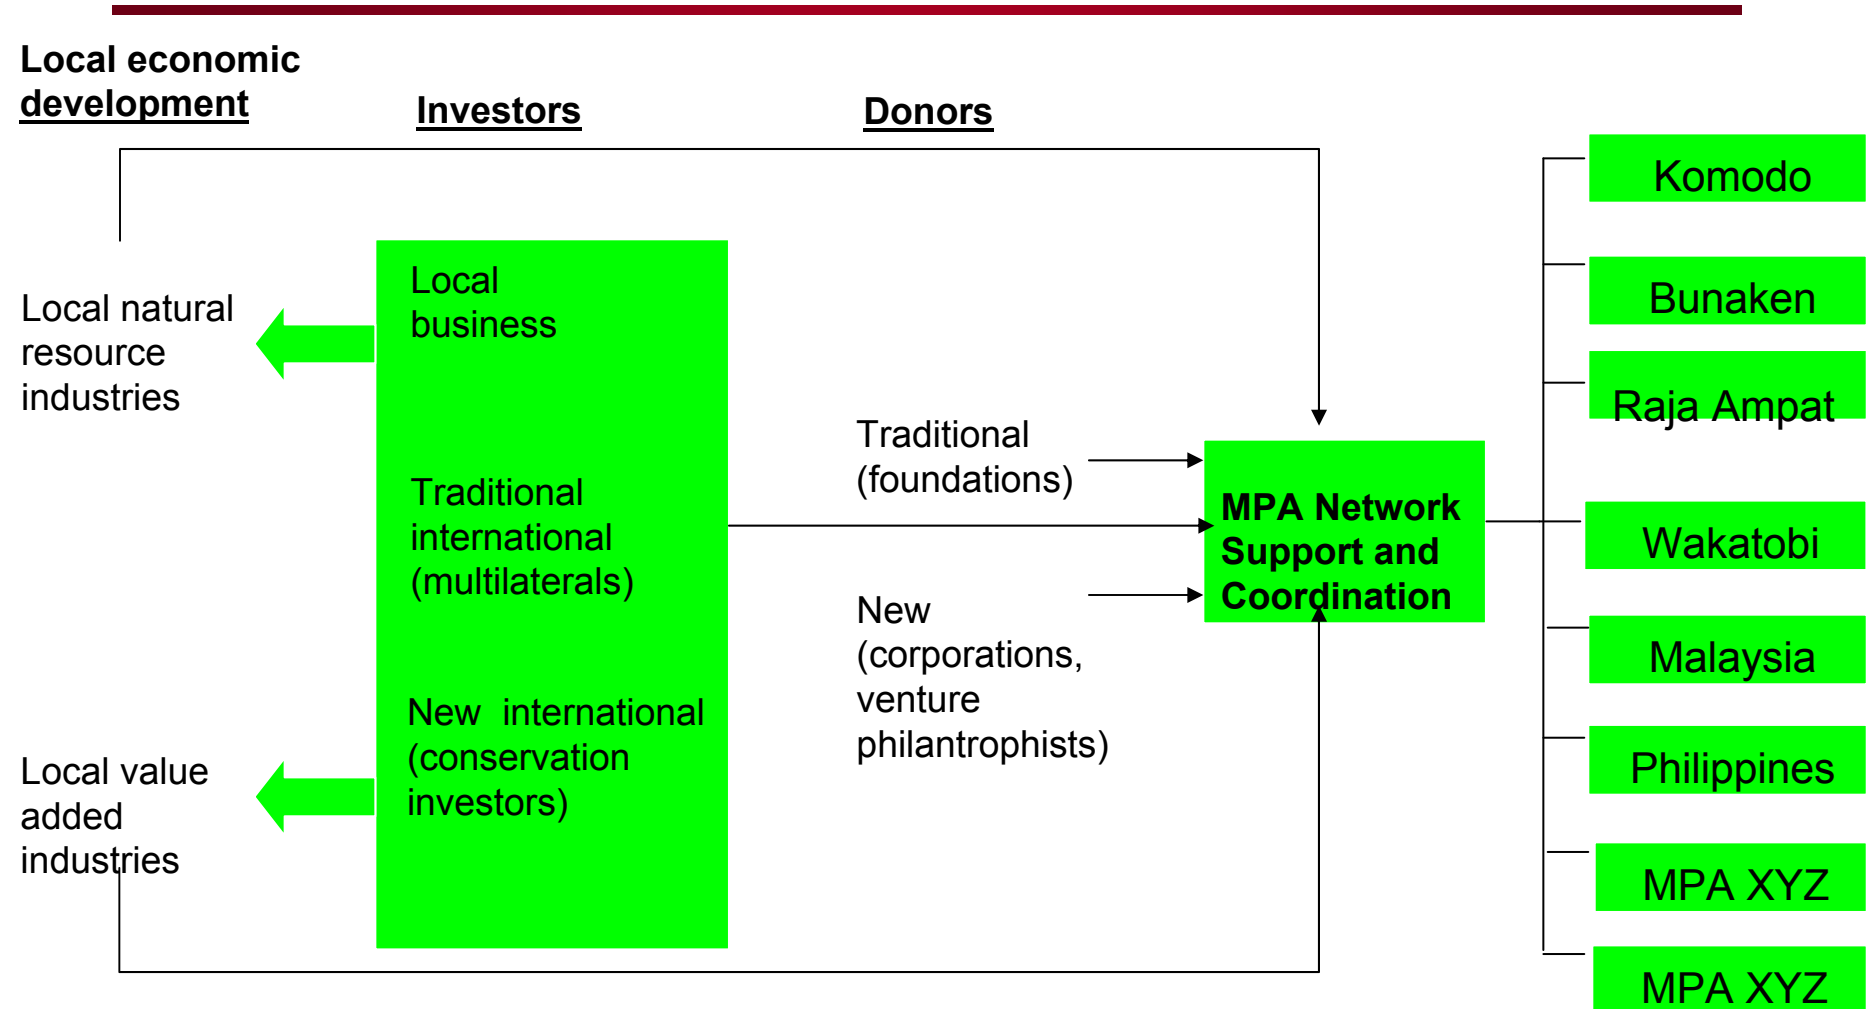 Local economic
development
Investors
Donors
Local natural
resource
industries
Local value
added
industries
Local
business
Traditional
international
(multilaterals)
New international
(conservation
investors)
Traditional
(foundations)
New
(corporations,
venture
philantrophists)
MPA Network
Support and
Coordination
Komodo
Bunaken
Raja Ampat
Wakatobi
Malaysia
Philippines
MPA XYZ
MPA XYZ